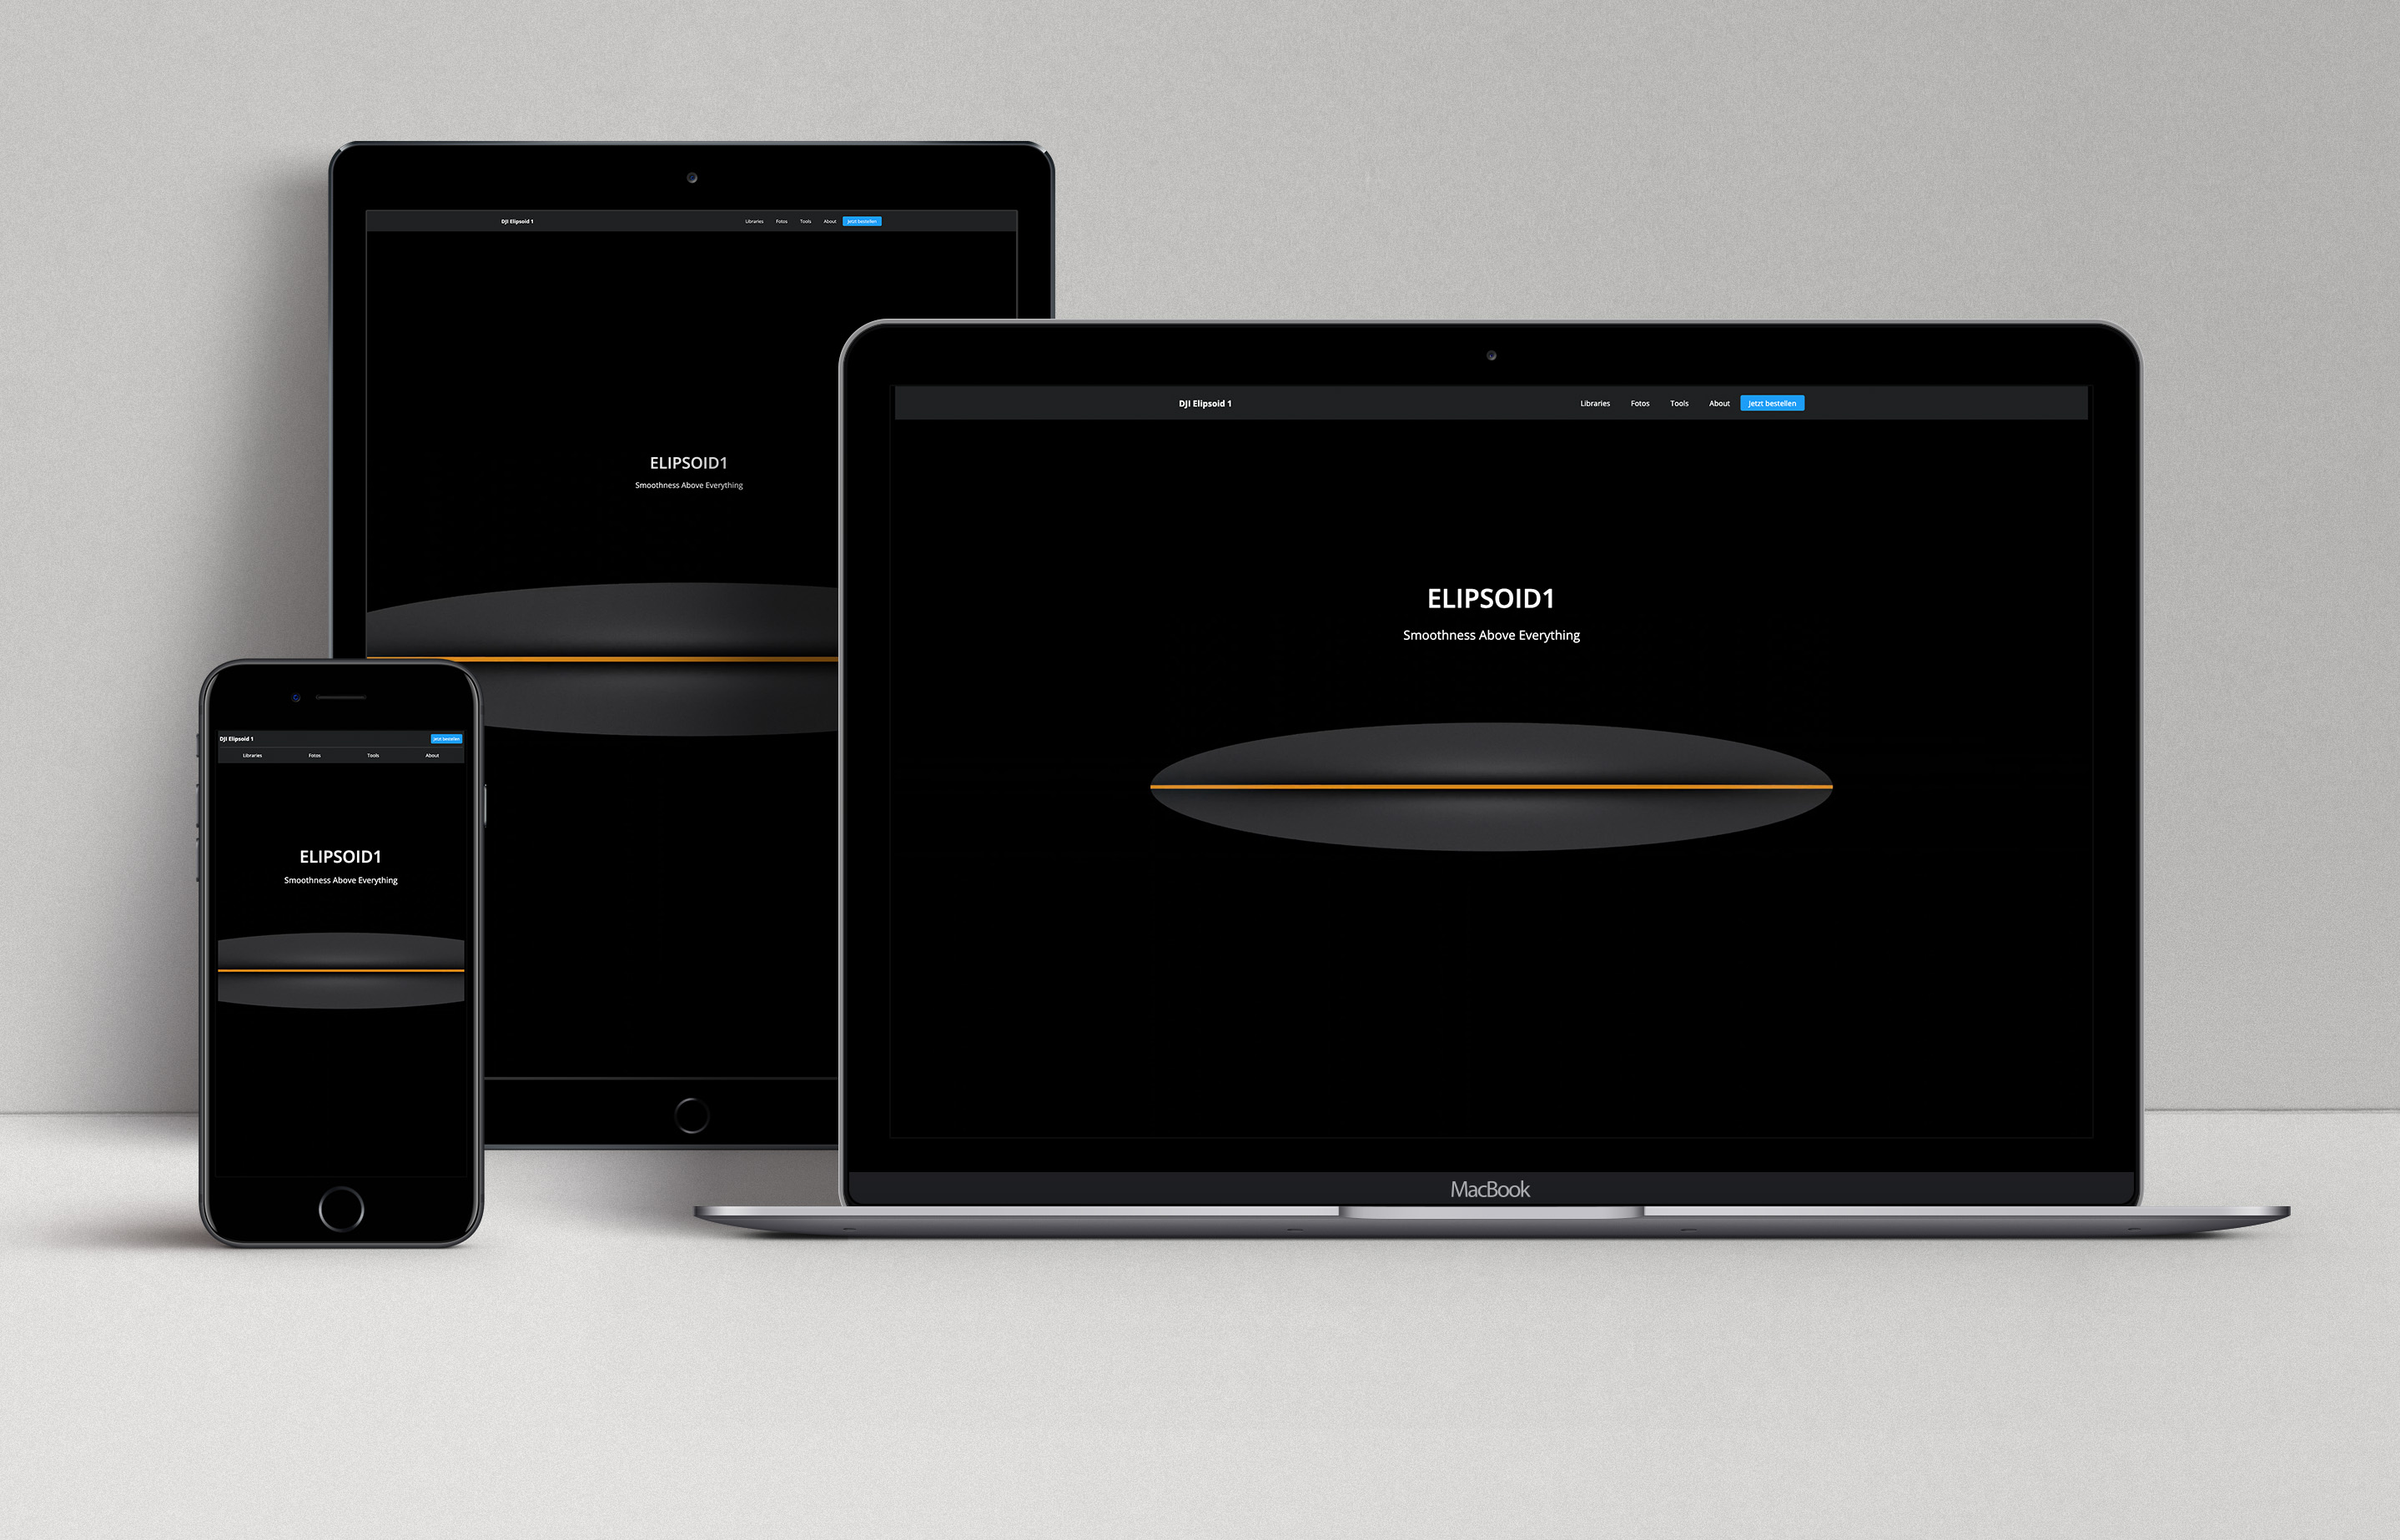 DJI Elipsoid 1 Libraries Fotos Tools About Jetzt bestellen
ELIPSOID1
Smoothness Above Everything
DJI Elipsoid 1 Libraries Fotos Tools About Jetzt bestellen
ELIPSOID1
Smoothness Above Everything
MacBook
DJI Elipsoid 1 Jetzt bestellen
Libraries Fotos Tools About
ELIPSOID1
Smoothness Above Everything